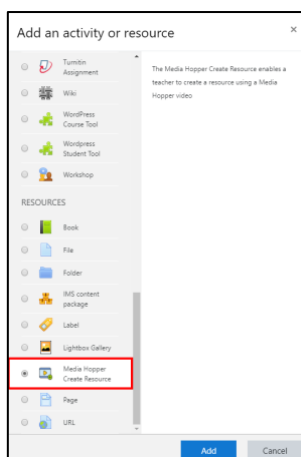 Add an activity or resource
×
Turnitin
Assignment
Wiki
WordPress
Course Tool
Wordpress
Student Tool
Workshop
RESOURCES
Book
File
Folder
IMS content
package
Label
Lightbox Gallery
Media Hopper
Create Resource
Page
URL
The Media Hopper Create Resource enables a
teacher to create a resource using a Media
Hopper video
Add
Cancel